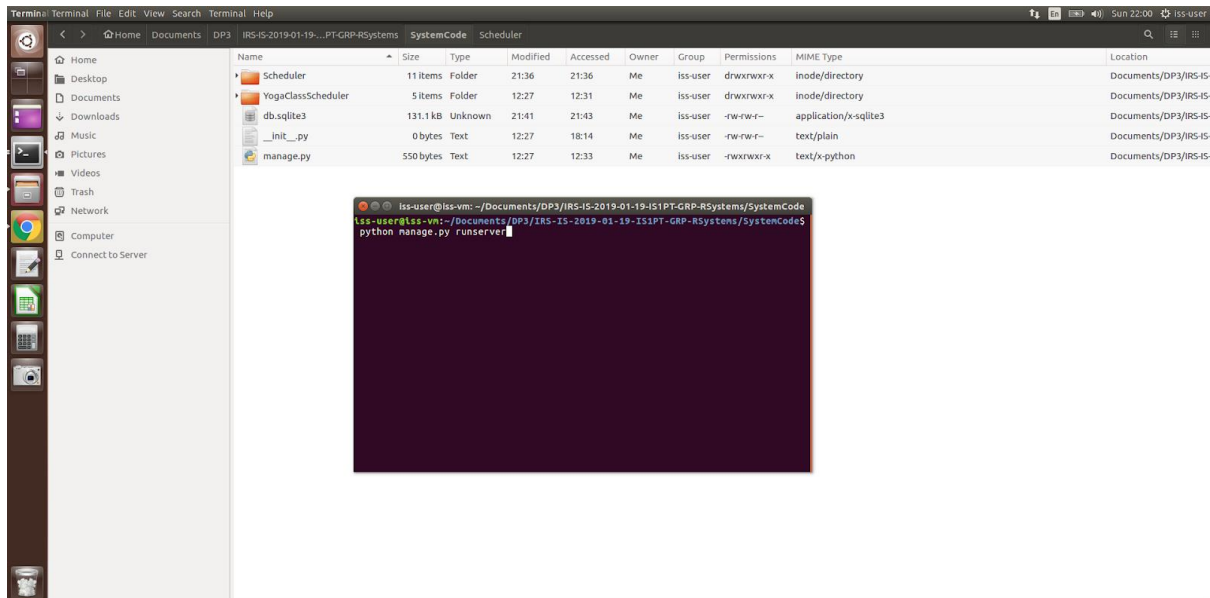 Terminal Terminal File Edit View Search Terminal Help En Sun 22:00 iss-user
Home Documents DP3 IRS-IS-2019-01-19-...PT-GRP-RSystems SystemCode Scheduler
Home
Desktop
Documents
Downloads
Music
Pictures
Videos
Trash
Network
Computer
Connect to Server
Name Size Type Modified Accessed Owner Group Permissions MIME Type Location
Scheduler 11 items Folder 21:36 21:36 Me iss-user drwxrwxr-x inode/directory Documents/DP3/IRS-IS-
YogaClassScheduler 5 items Folder 12:27 12:31 Me iss-user drwxrwxr-x inode/directory Documents/DP3/IRS-IS-
db.sqlite3 131.1 kB Unknown 21:41 21:43 Me iss-user -rw-rw-r-- application/x-sqlite3 Documents/DP3/IRS-IS-
__init__.py 0 bytes Text 12:27 18:14 Me iss-user -rw-rw-r-- text/plain Documents/DP3/IRS-IS-
manage.py 550 bytes Text 12:27 12:33 Me iss-user -rwxrwxr-x text/x-python Documents/DP3/IRS-IS-
iss-user@iss-vm: ~/Documents/DP3/IRS-IS-2019-01-19-IS1PT-GRP-RSystems/SystemCode
iss-user@iss-vm:~/Documents/DP3/IRS-IS-2019-01-19-IS1PT-GRP-RSystems/SystemCode$
python manage.py runserver